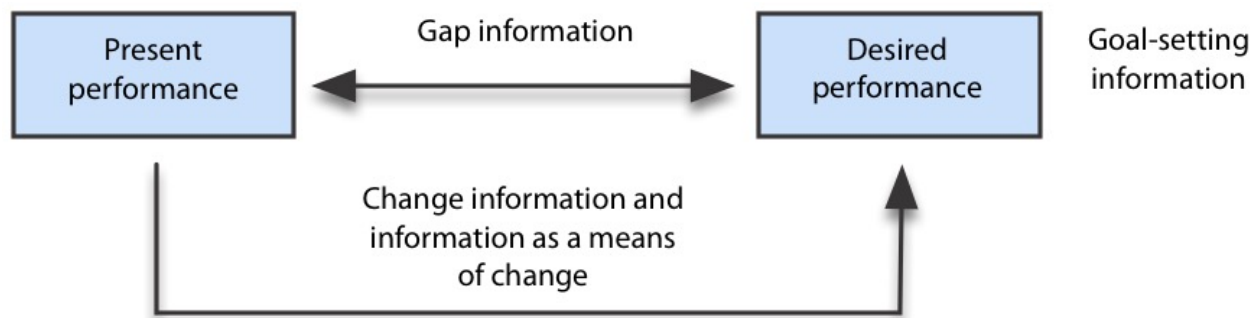 Present
performance
Gap information
Desired
performance
Goal-setting
information
Change information and
information as a means
of change